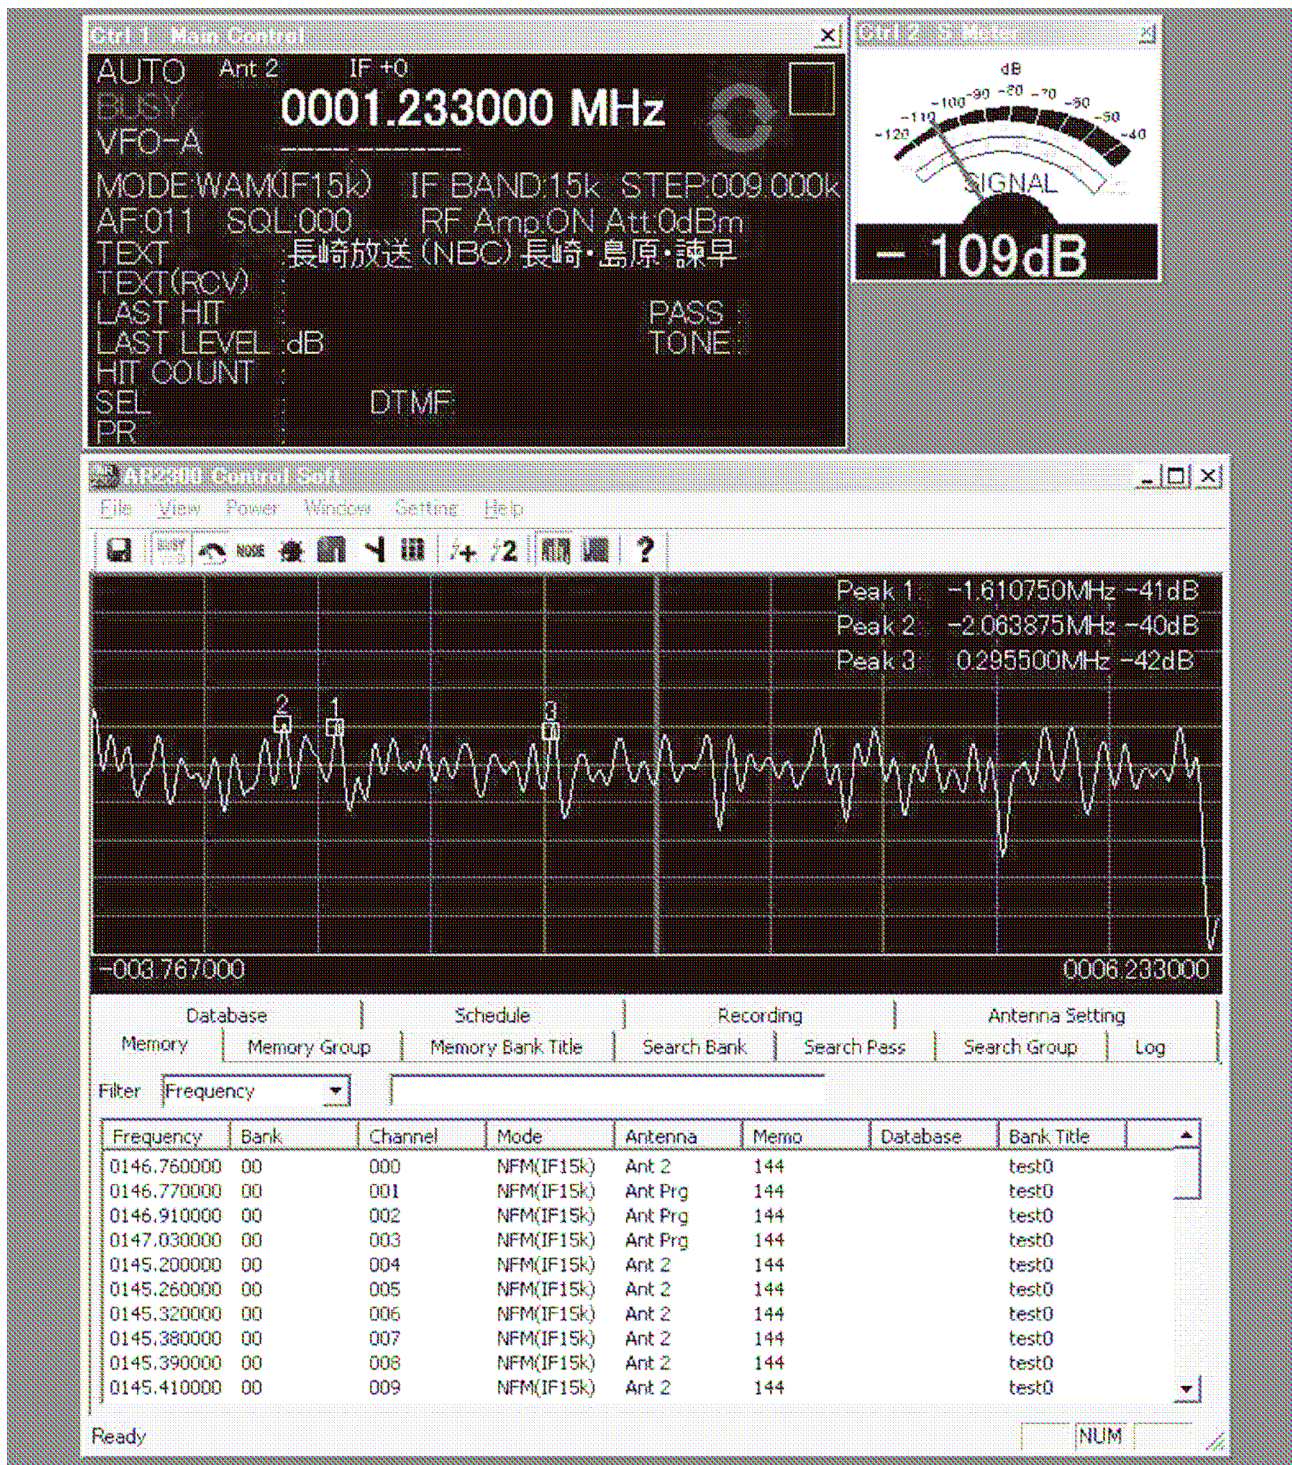 Ctrl 1 Main Control
AUTO Ant 2 IF +0
BUSY 0001.233000 MHz
VFO-A ---- ------
MODE:WAM(IF15k) IF BAND:15k STEP:009.000k
AF:011 SQL:000 RF Amp:ON Att:0dBm
TEXT :長崎放送 (NBC) 長崎・島原・諫早
TEXT(RCV) :
LAST HIT : PASS :
LAST LEVEL :dB TONE :
HIT COUNT :
SEL : DTMF:
PR :
Ctrl 2 S Meter
dB
-120 -110 -100 -90 -80 -70 -60 -50 -40
SIGNAL
- 109dB
AR2300 Control Soft
File View Power Window Setting Help
BUSY MODE 2 ?
Peak 1: -1.610750MHz -41dB
Peak 2: -2.063875MHz -40dB
Peak 3: 0.295500MHz -42dB
2 1 3
-003.767000 0006.233000
Database Schedule Recording Antenna Setting
Memory Memory Group Memory Bank Title Search Bank Search Pass Search Group Log
Filter Frequency
Frequency Bank Channel Mode Antenna Memo Database Bank Title
0146.760000 00 000 NFM(IF15k) Ant 2 144 test0
0146.770000 00 001 NFM(IF15k) Ant Prg 144 test0
0146.910000 00 002 NFM(IF15k) Ant Prg 144 test0
0147.030000 00 003 NFM(IF15k) Ant Prg 144 test0
0145.200000 00 004 NFM(IF15k) Ant 2 144 test0
0145.260000 00 005 NFM(IF15k) Ant 2 144 test0
0145.320000 00 006 NFM(IF15k) Ant 2 144 test0
0145.380000 00 007 NFM(IF15k) Ant 2 144 test0
0145.390000 00 008 NFM(IF15k) Ant 2 144 test0
0145.410000 00 009 NFM(IF15k) Ant 2 144 test0
Ready NUM